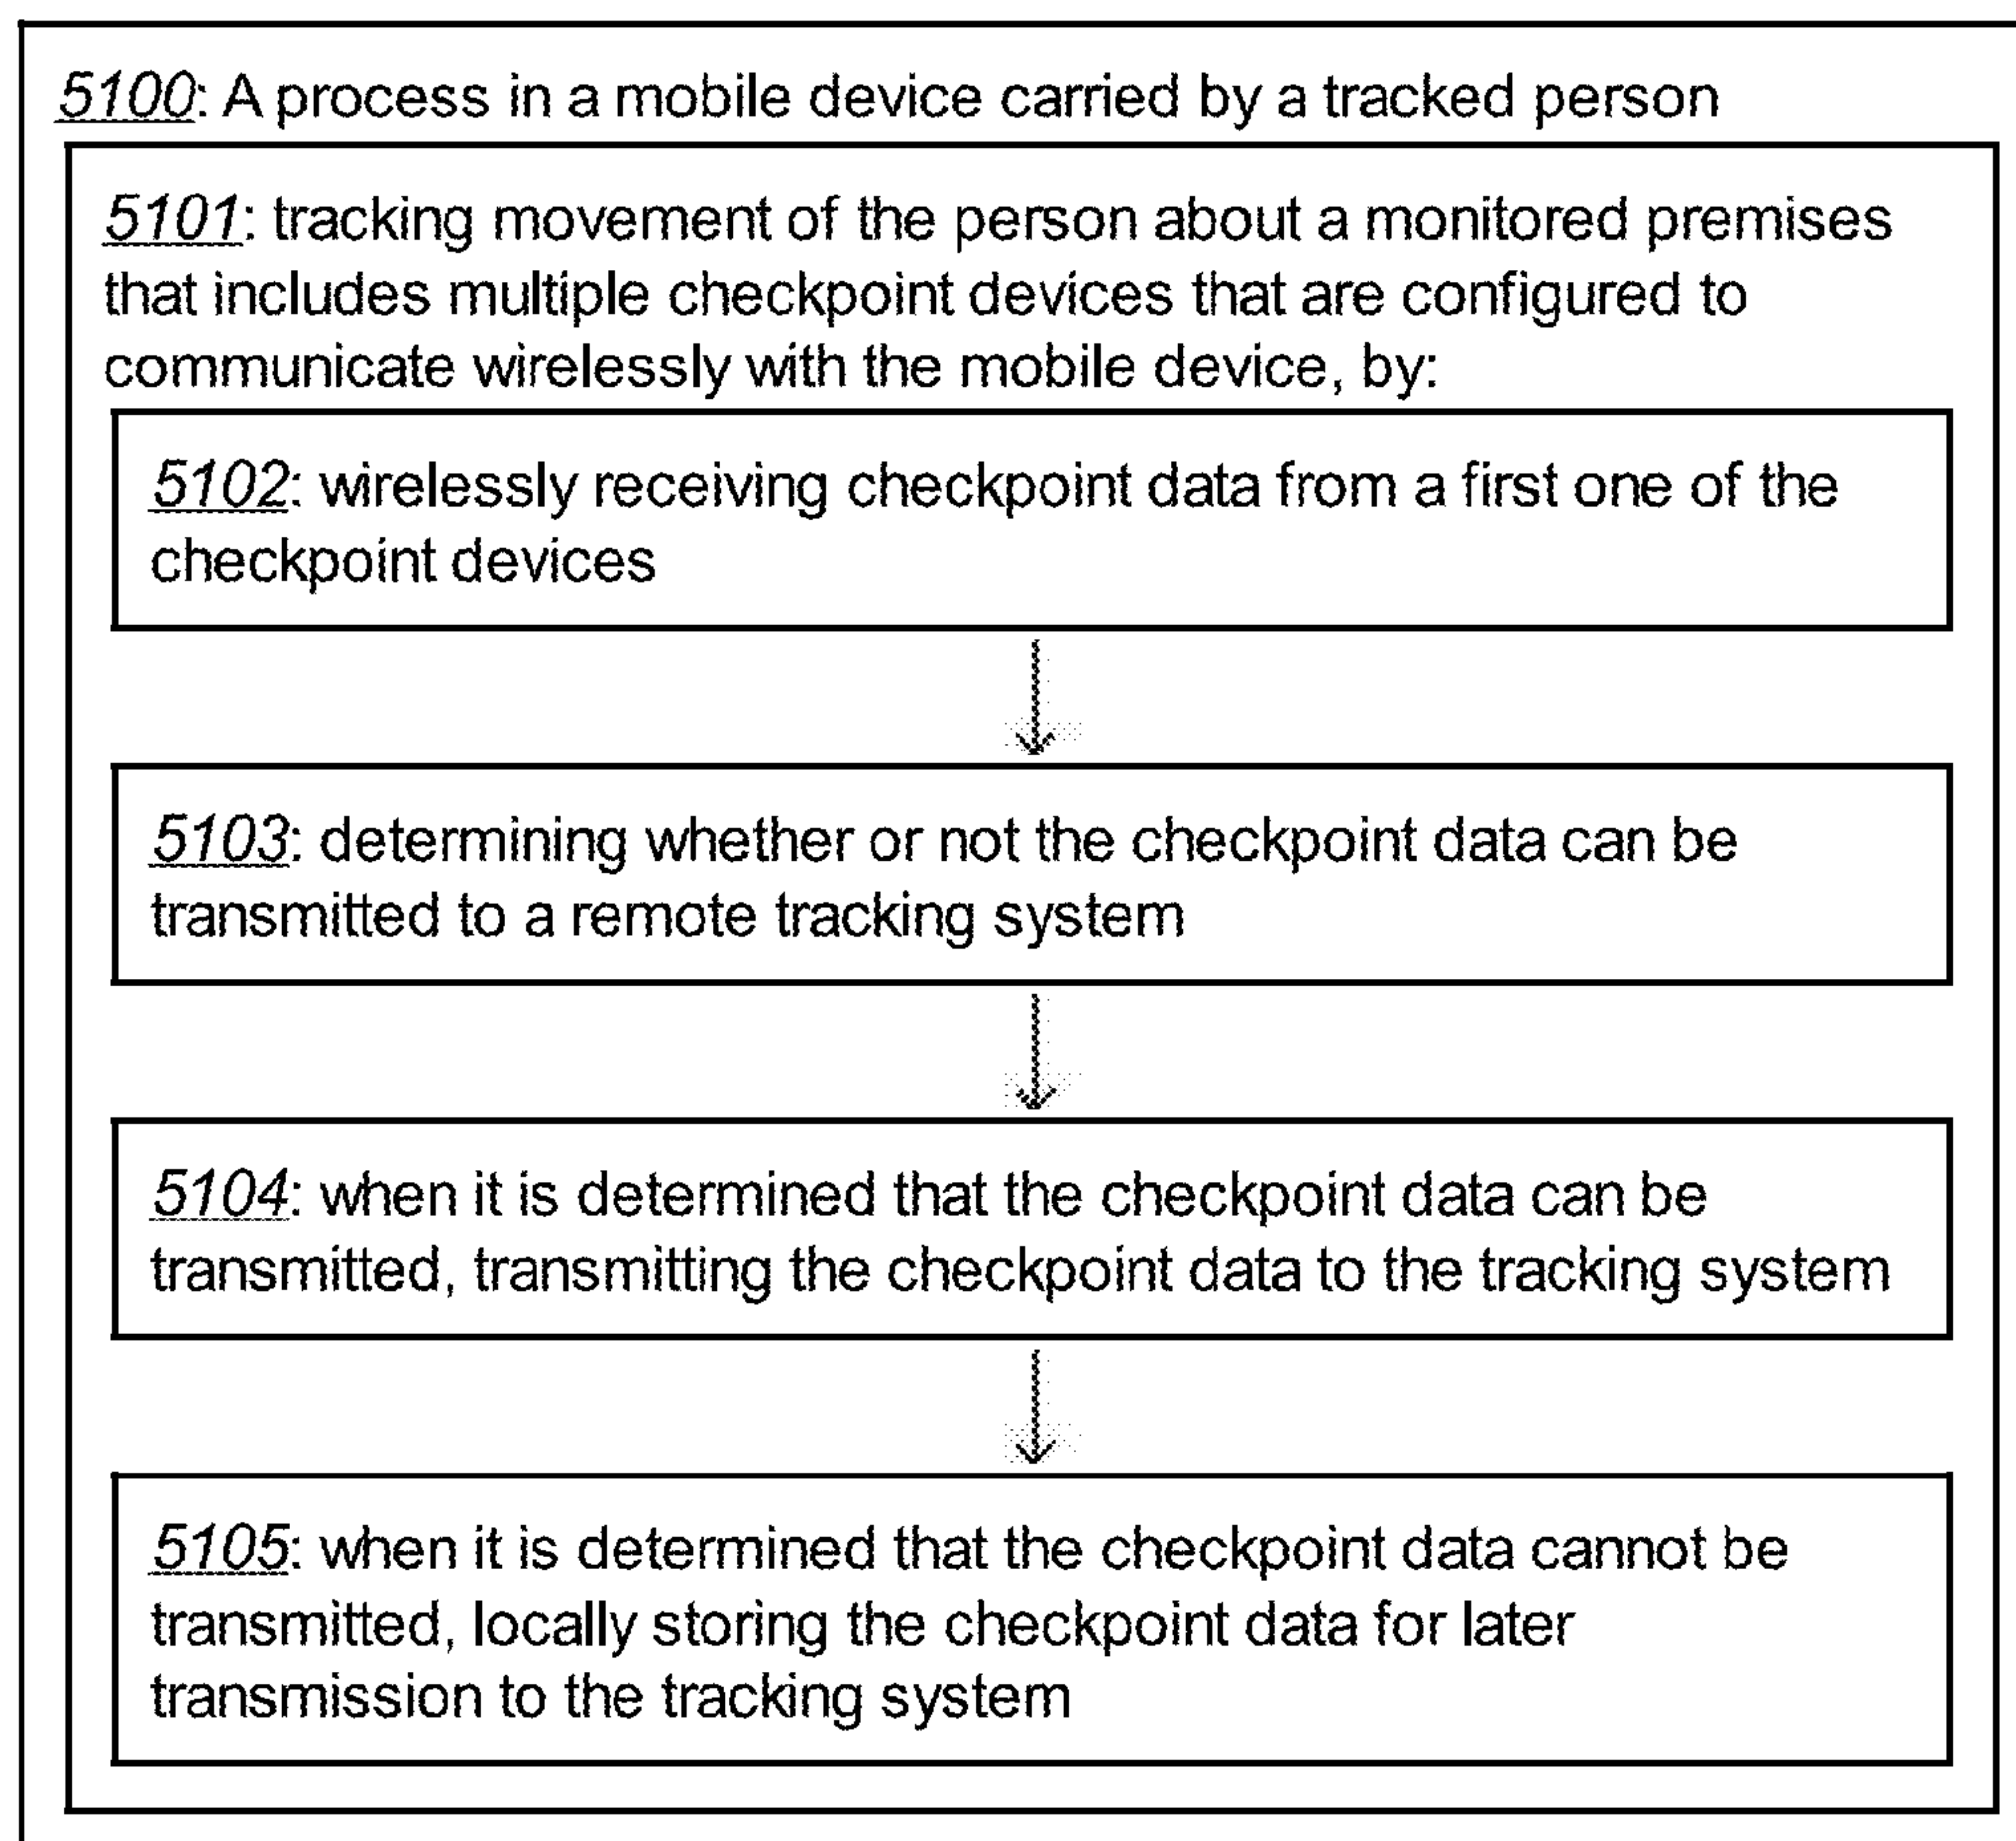 5100: A process in a mobile device carried by a tracked person
5101: tracking movement of the person about a monitored premises
that includes multiple checkpoint devices that are configured to
communicate wirelessly with the mobile device, by:
5102: wirelessly receiving checkpoint data from a first one of the
checkpoint devices
5103: determining whether or not the checkpoint data can be
transmitted to a remote tracking system
5104: when it is determined that the checkpoint data can be
transmitted, transmitting the checkpoint data to the tracking system
5105: when it is determined that the checkpoint data cannot be
transmitted, locally storing the checkpoint data for later
transmission to the tracking system